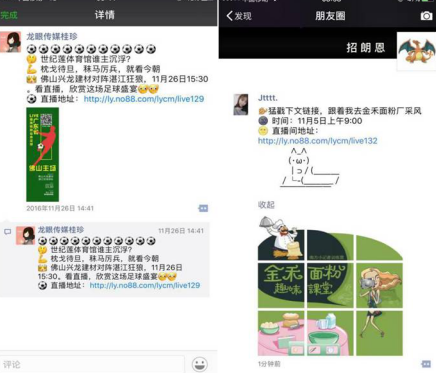 完成
详情
龙眼传媒桂珍
世纪莲体育馆谁主沉浮?
枕戈待旦,秣马厉兵,就看今朝
佛山兴龙建材对阵湛江狂狼,11月26日15:30
。看直播,欣赏这场足球盛宴
直播地址:http://ly.no88.com/lycm/live129
佛山主场
2016年11月26日 14:41
龙眼传媒桂珍
11月26日 14:41
世纪莲体育馆谁主沉浮?
枕戈待旦,秣马厉兵,就看今朝
佛山兴龙建材对阵湛江狂狼,11月26日
15:30。看直播,欣赏这场足球盛宴
直播地址:http://ly.no88.com/lycm/live129
评论
发现
朋友圈
招朗恩
Jtttt.
猛戳下文链接,跟着我去金禾面粉厂采风
时间:11月5日上午9:00
直播间地址:
http://ly.no88.com/lycm/live132
收起
金禾面粉
趣味課堂
1分钟前